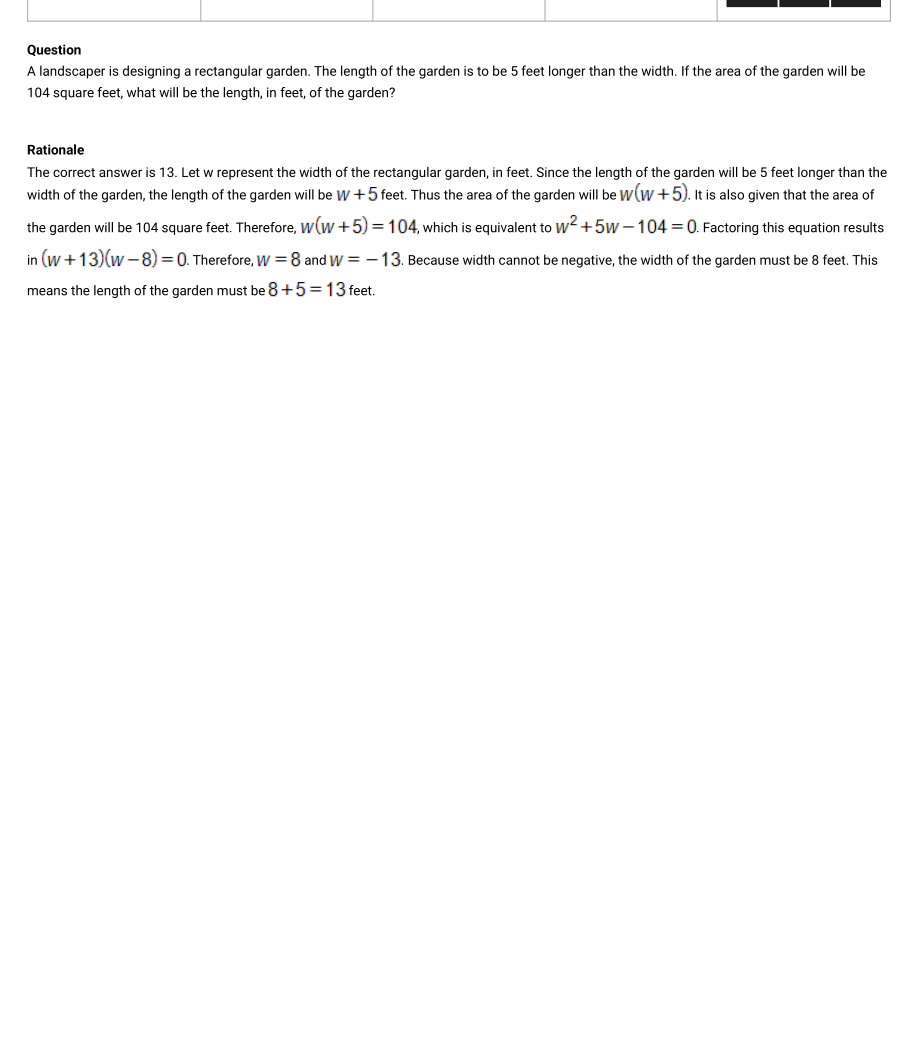 Question
A landscaper is designing a rectangular garden. The length of the garden is to be 5 feet longer than the width. If the area of the garden will be
104 square feet, what will be the length, in feet, of the garden?
Rationale
The correct answer is 13. Let w represent the width of the rectangular garden, in feet. Since the length of the garden will be 5 feet longer than the
width of the garden, the length of the garden will be w + 5 feet. Thus the area of the garden will be w(w + 5). It is also given that the area of
the garden will be 104 square feet. Therefore, w(w + 5) = 104, which is equivalent to w² + 5w − 104 = 0. Factoring this equation results
in (w + 13)(w − 8) = 0. Therefore, w = 8 and w = −13. Because width cannot be negative, the width of the garden must be 8 feet. This
means the length of the garden must be 8 + 5 = 13 feet.